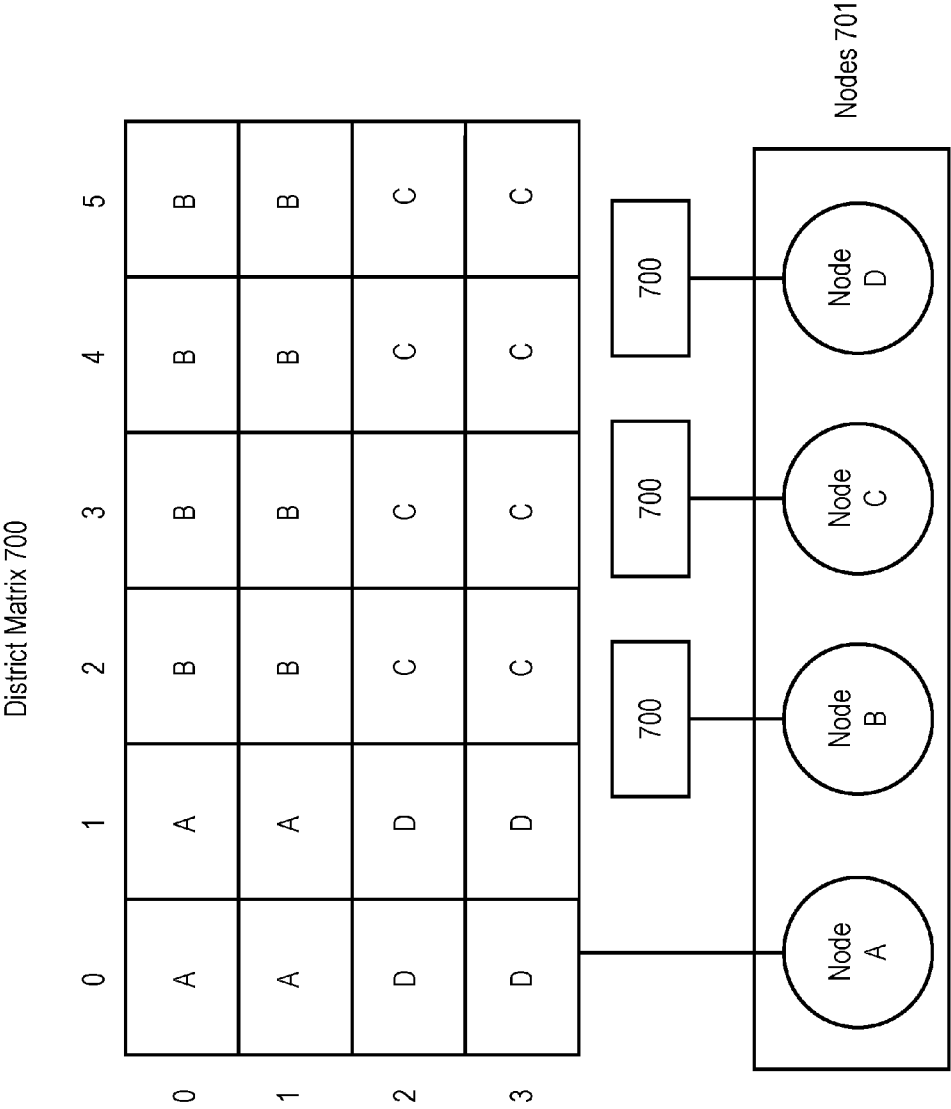 District Matrix 700
0 1 2 3 4 5
0 A A B B B B
1 A A B B B B
2 D D C C C C
3 D D C C C C
700 700 700
Node A
Node B
Node C
Node D
Nodes 701